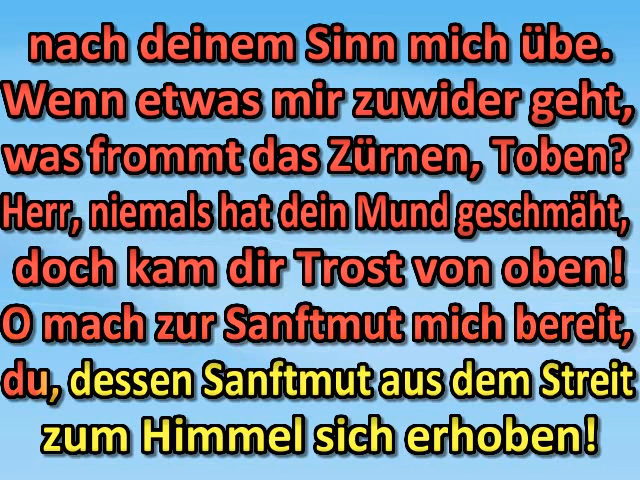 nach deinem Sinn mich übe.
Wenn etwas mir zuwider geht,
was frommt das Zürnen, Toben?
Herr, niemals hat dein Mund geschmäht,
doch kam dir Trost von oben!
O mach zur Sanftmut mich bereit,
du, dessen Sanftmut aus dem Streit
zum Himmel sich erhoben!